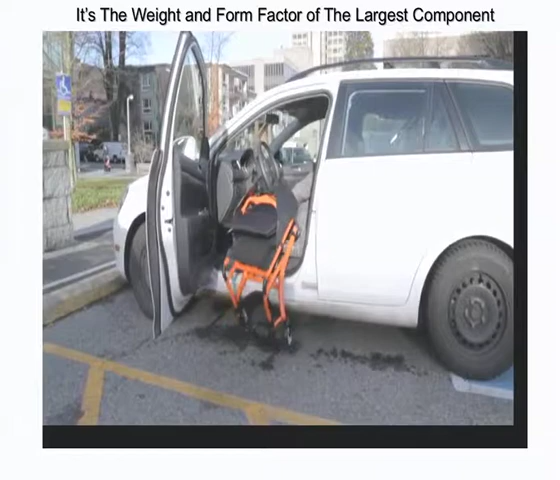 It's The Weight and Form Factor of The Largest Component